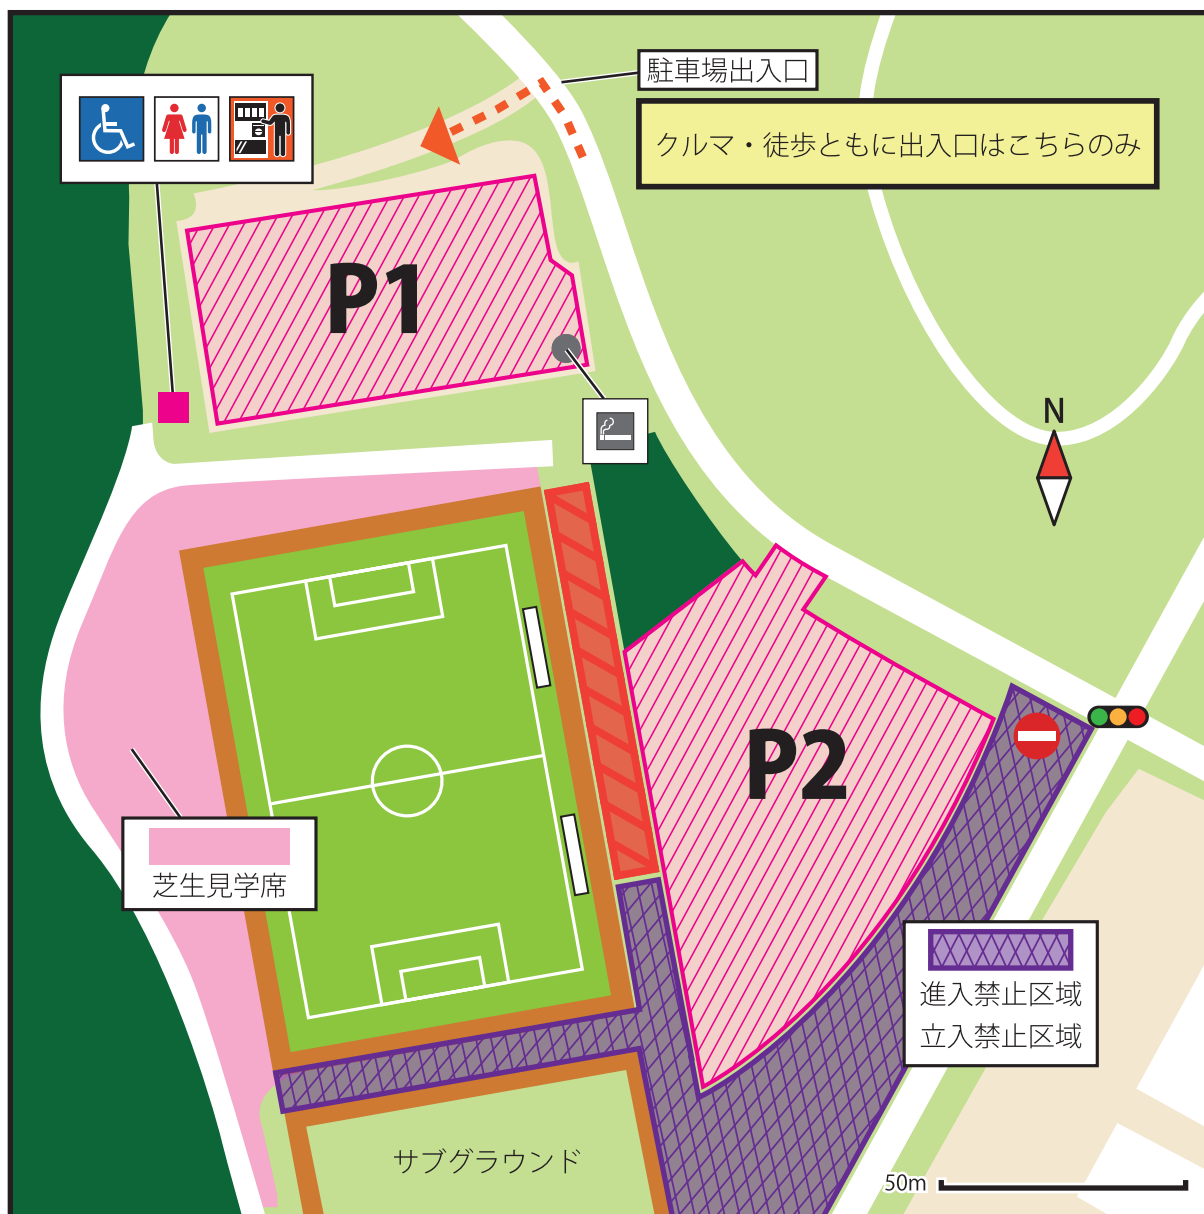 駐車場出入口
クルマ・徒歩ともに出入口はこちらのみ
P1
N
P2
芝生見学席
進入禁止区域
立入禁止区域
サブグラウンド
50m